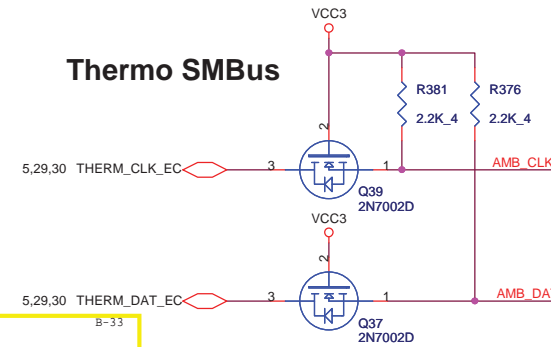 VCC3
Thermo SMBus
R381
R376
2.2K_4
2.2K_4
2
5,29,30 THERM_CLK_EC
3
1
AMB_CLK
Q39
2N7002D
VCC3
2
5,29,30 THERM_DAT_EC
3
1
AMB_DAT
B-33
Q37
2N7002D